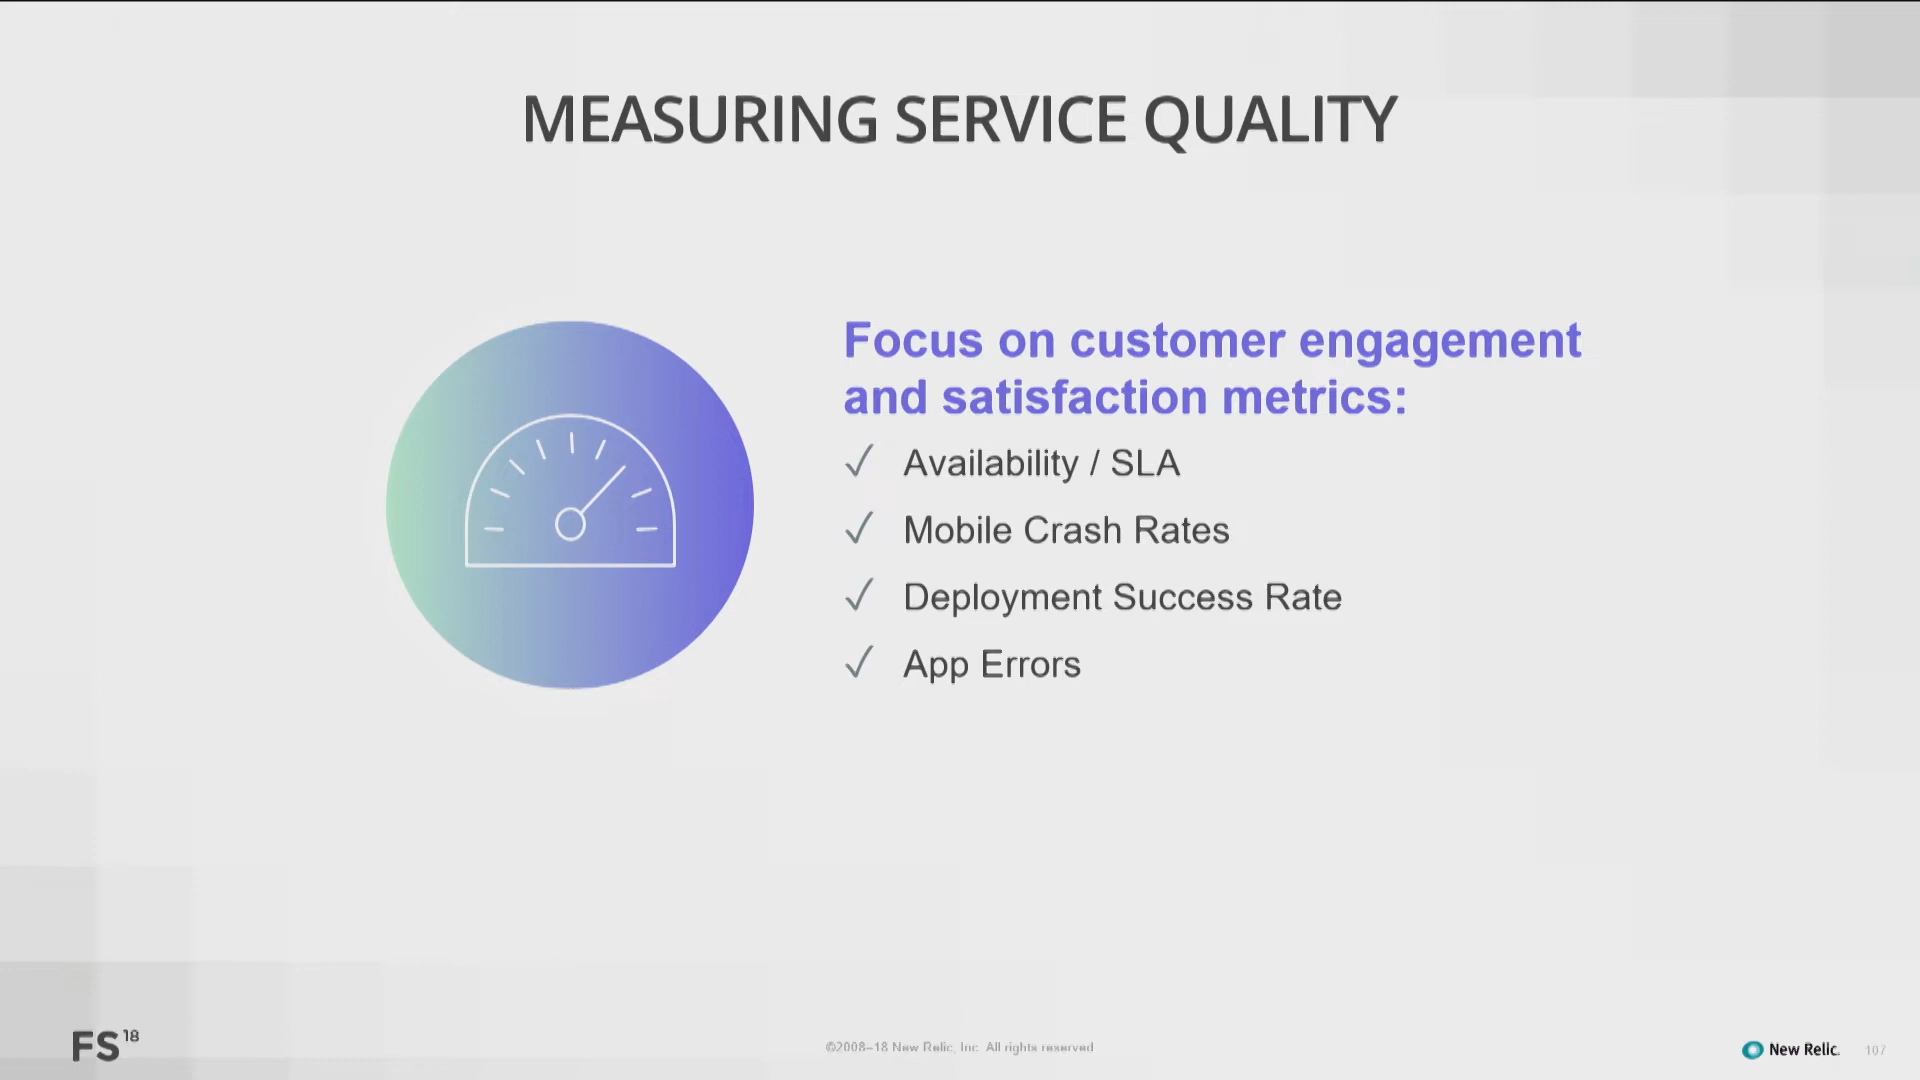 MEASURING SERVICE QUALITY
Focus on customer engagement
and satisfaction metrics:
✓ Availability / SLA
✓ Mobile Crash Rates
✓ Deployment Success Rate
✓ App Errors
FS18
©2008–18 New Relic, Inc. All rights reserved
New Relic.
107